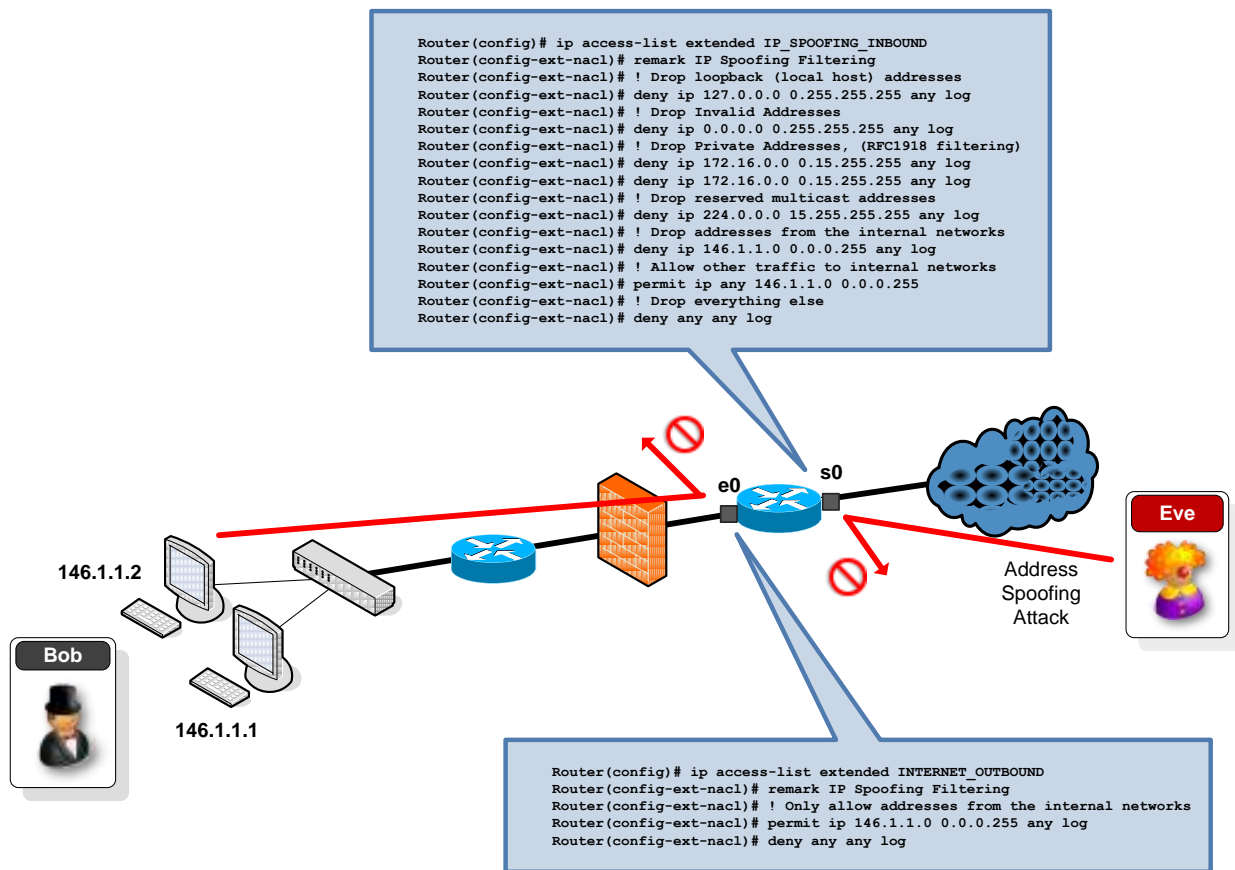 Router(config)# ip access-list extended IP_SPOOFING_INBOUND
Router(config-ext-nacl)# remark IP Spoofing Filtering
Router(config-ext-nacl)# ! Drop loopback (local host) addresses
Router(config-ext-nacl)# deny ip 127.0.0.0 0.255.255.255 any log
Router(config-ext-nacl)# ! Drop Invalid Addresses
Router(config-ext-nacl)# deny ip 0.0.0.0 0.255.255.255 any log
Router(config-ext-nacl)# ! Drop Private Addresses, (RFC1918 filtering)
Router(config-ext-nacl)# deny ip 172.16.0.0 0.15.255.255 any log
Router(config-ext-nacl)# deny ip 172.16.0.0 0.15.255.255 any log
Router(config-ext-nacl)# ! Drop reserved multicast addresses
Router(config-ext-nacl)# deny ip 224.0.0.0 15.255.255.255 any log
Router(config-ext-nacl)# ! Drop addresses from the internal networks
Router(config-ext-nacl)# deny ip 146.1.1.0 0.0.0.255 any log
Router(config-ext-nacl)# ! Allow other traffic to internal networks
Router(config-ext-nacl)# permit ip any 146.1.1.0 0.0.0.255
Router(config-ext-nacl)# ! Drop everything else
Router(config-ext-nacl)# deny any any log
e0
s0
Eve
Address
Spoofing
Attack
146.1.1.2
Bob
146.1.1.1
Router(config)# ip access-list extended INTERNET_OUTBOUND
Router(config-ext-nacl)# remark IP Spoofing Filtering
Router(config-ext-nacl)# ! Only allow addresses from the internal networks
Router(config-ext-nacl)# permit ip 146.1.1.0 0.0.0.255 any log
Router(config-ext-nacl)# deny any any log